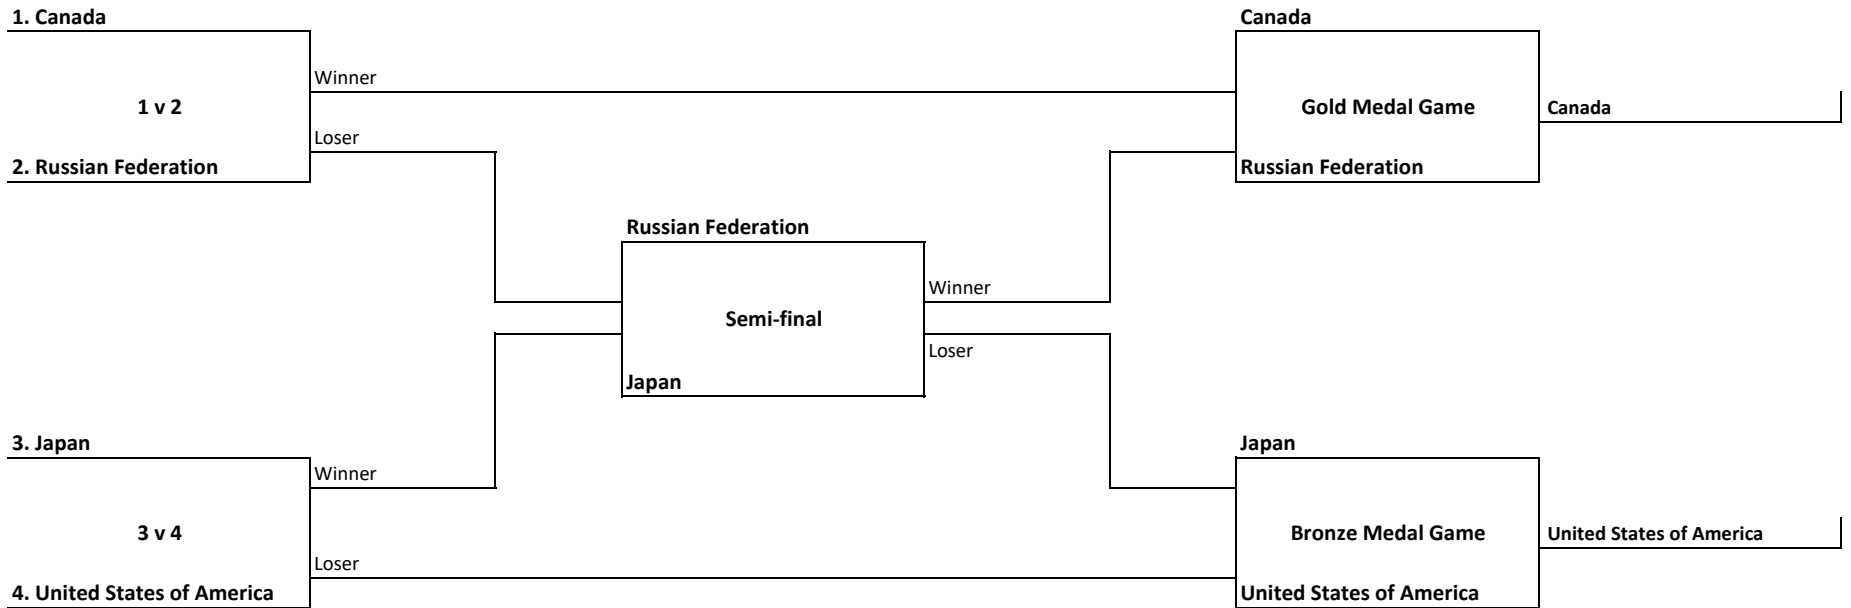 1. Canada
Canada
Winner
1 v 2
Gold Medal Game
Canada
Loser
2. Russian Federation
Russian Federation
Russian Federation
Winner
Semi-final
Loser
Japan
3. Japan
Japan
Winner
3 v 4
Bronze Medal Game
United States of America
Loser
4. United States of America
United States of America